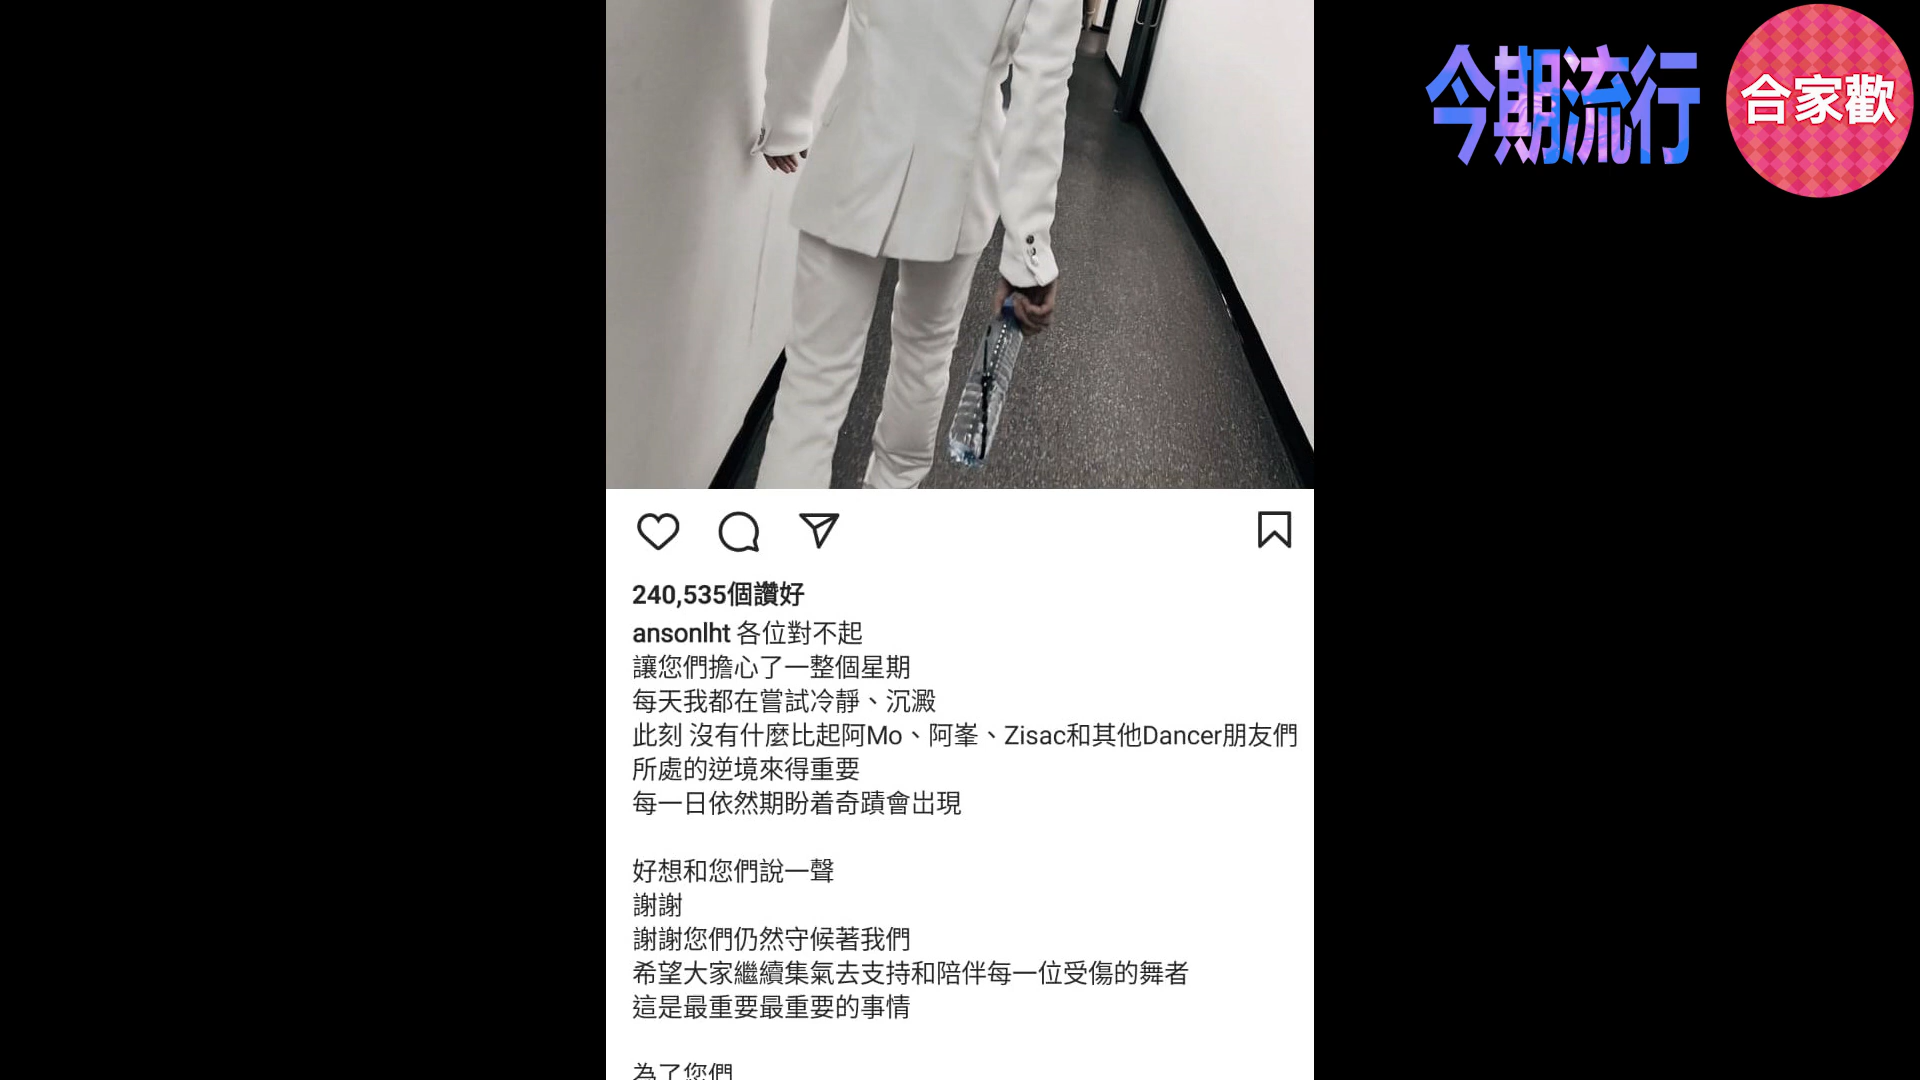 今期流行
合家歡
240,535個讚好
ansonlht 各位對不起
讓您們擔心了一整個星期
每天我都在嘗試冷靜、沉澱
此刻 沒有什麼比起阿Mo、阿峯、Zisac和其他Dancer朋友們
所處的逆境來得重要
每一日依然期盼着奇蹟會岀現
好想和您們說一聲
謝謝
謝謝您們仍然守候著我們
希望大家繼續集氣去支持和陪伴每一位受傷的舞者
這是最重要最重要的事情
為了您們